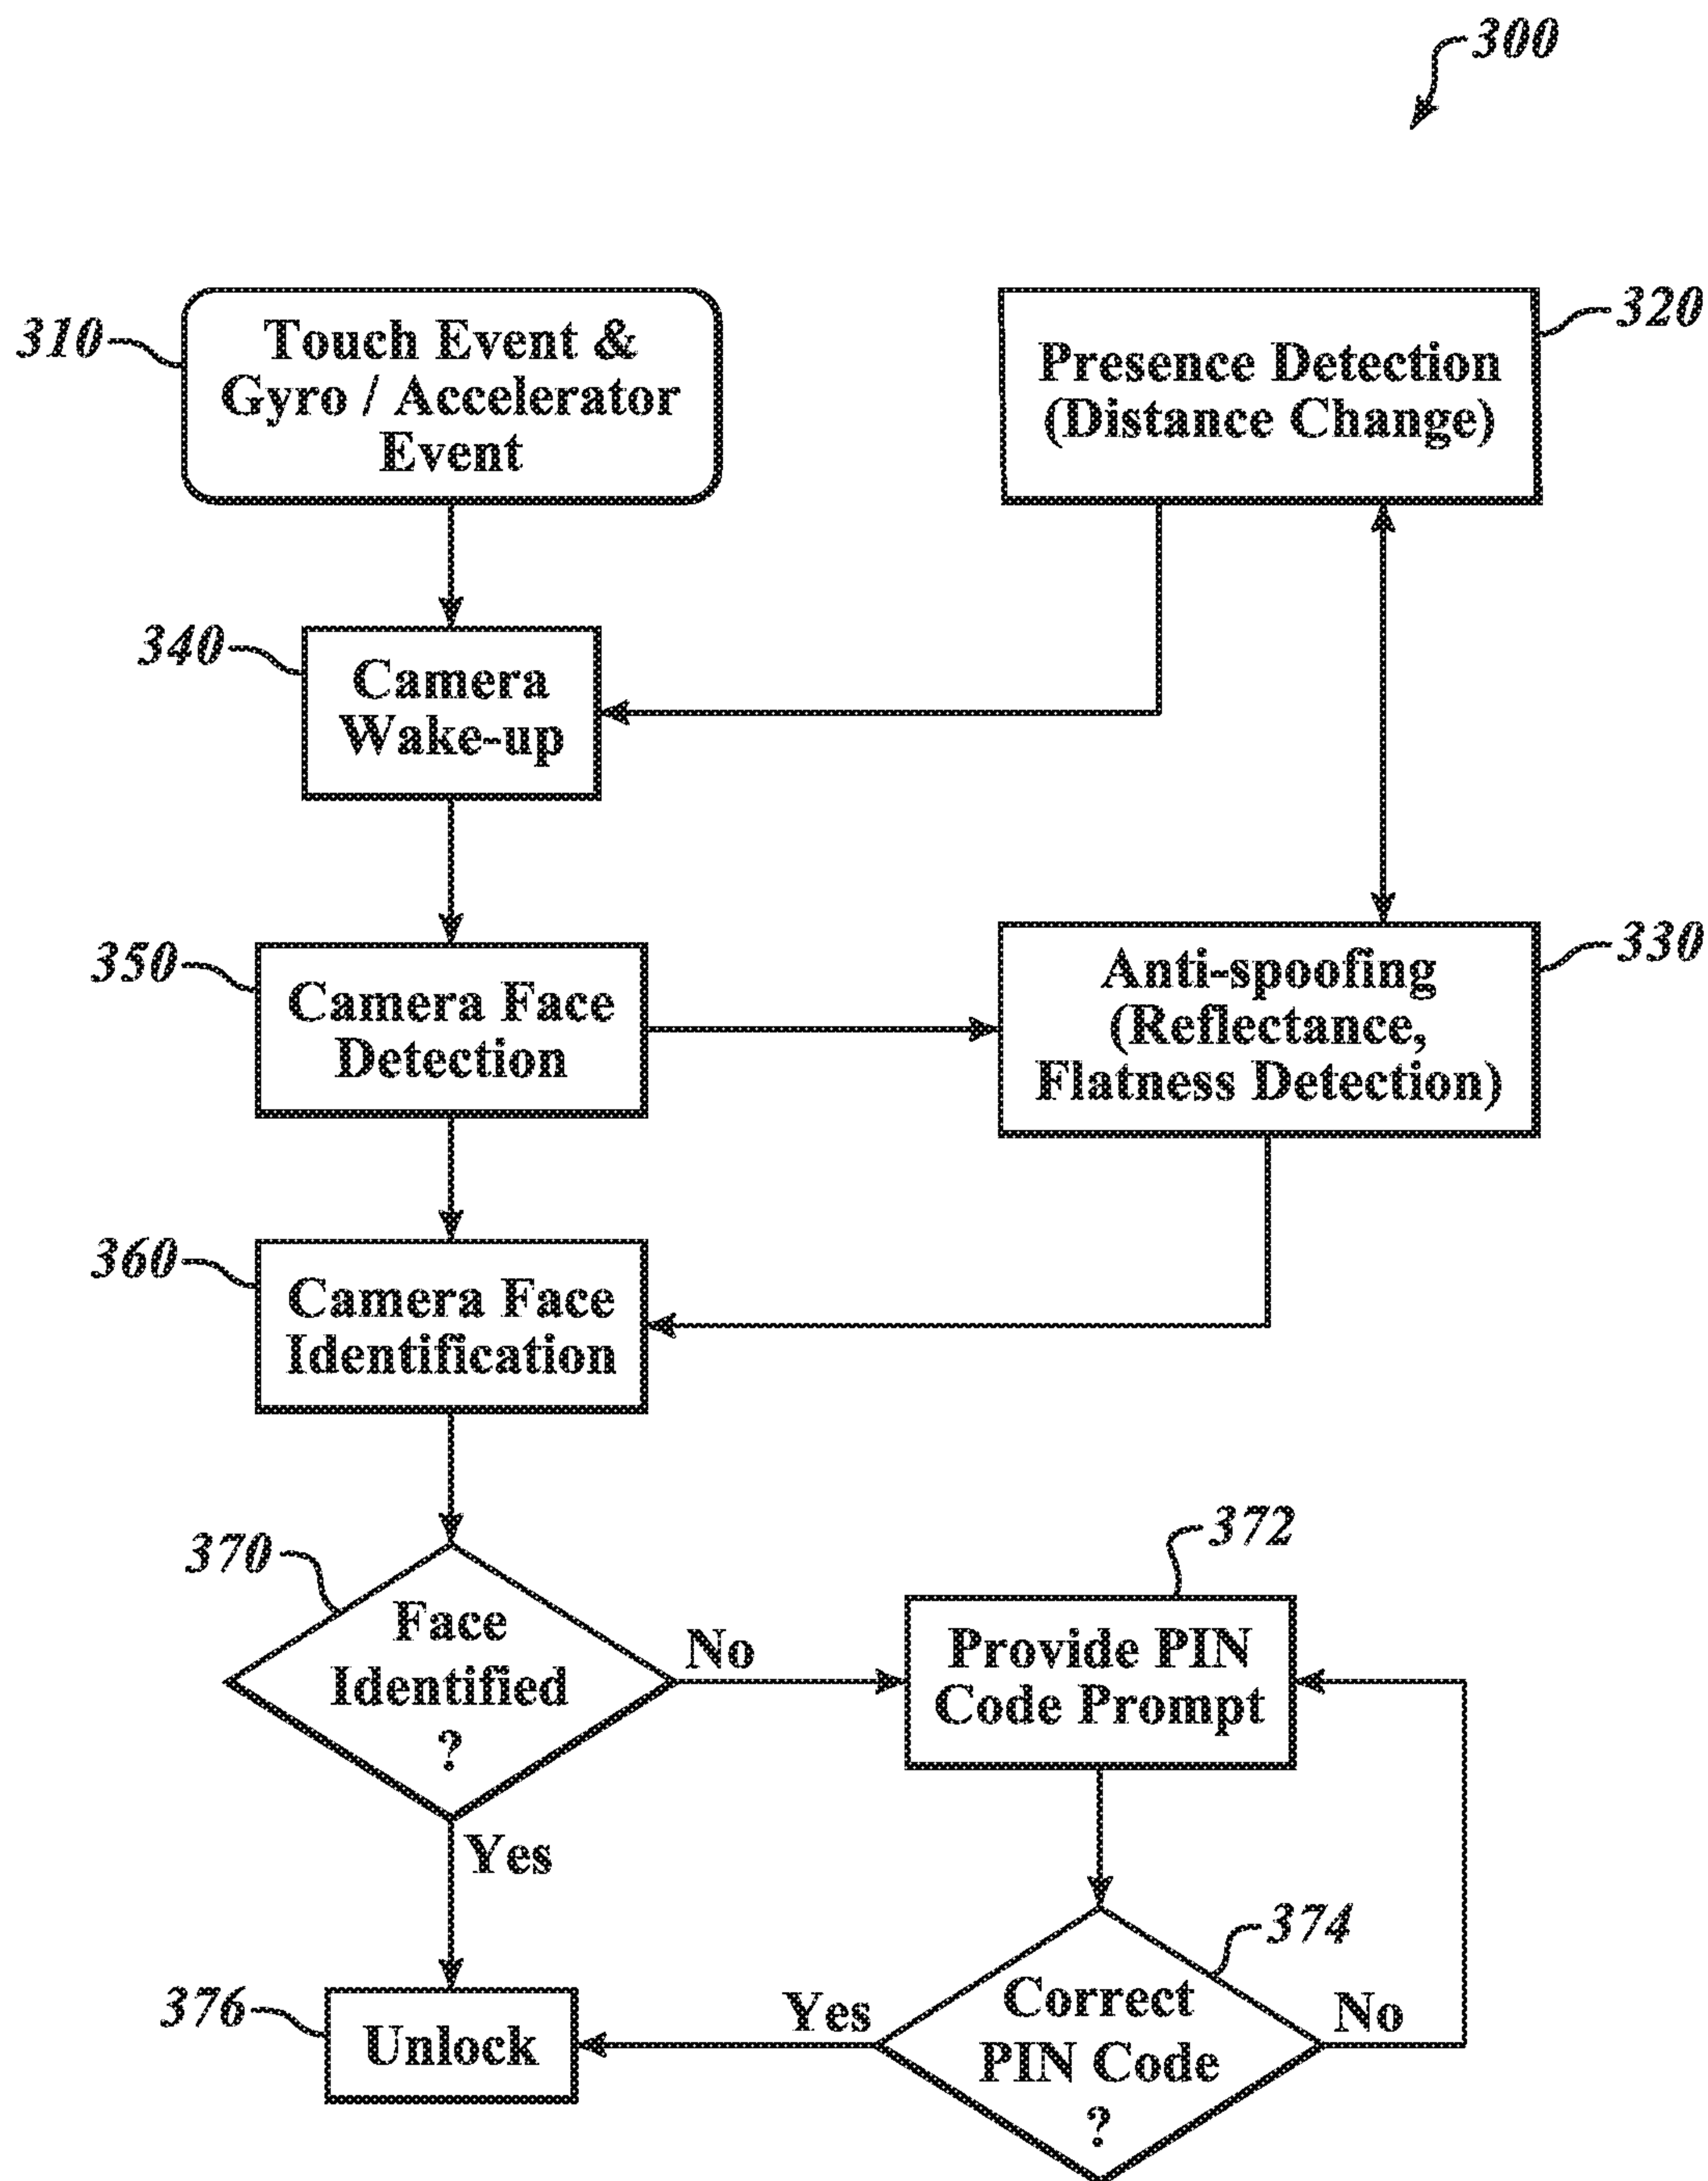 300
310
Touch Event &
Gyro / Accelerator
Event
320
Presence Detection
(Distance Change)
340
Camera
Wake-up
350
Camera Face
Detection
330
Anti-spoofing
(Reflectance,
Flatness Detection)
360
Camera Face
Identification
370
Face
Identified
?
No
Yes
372
Provide PIN
Code Prompt
374
Correct
PIN Code
?
Yes
No
376
Unlock